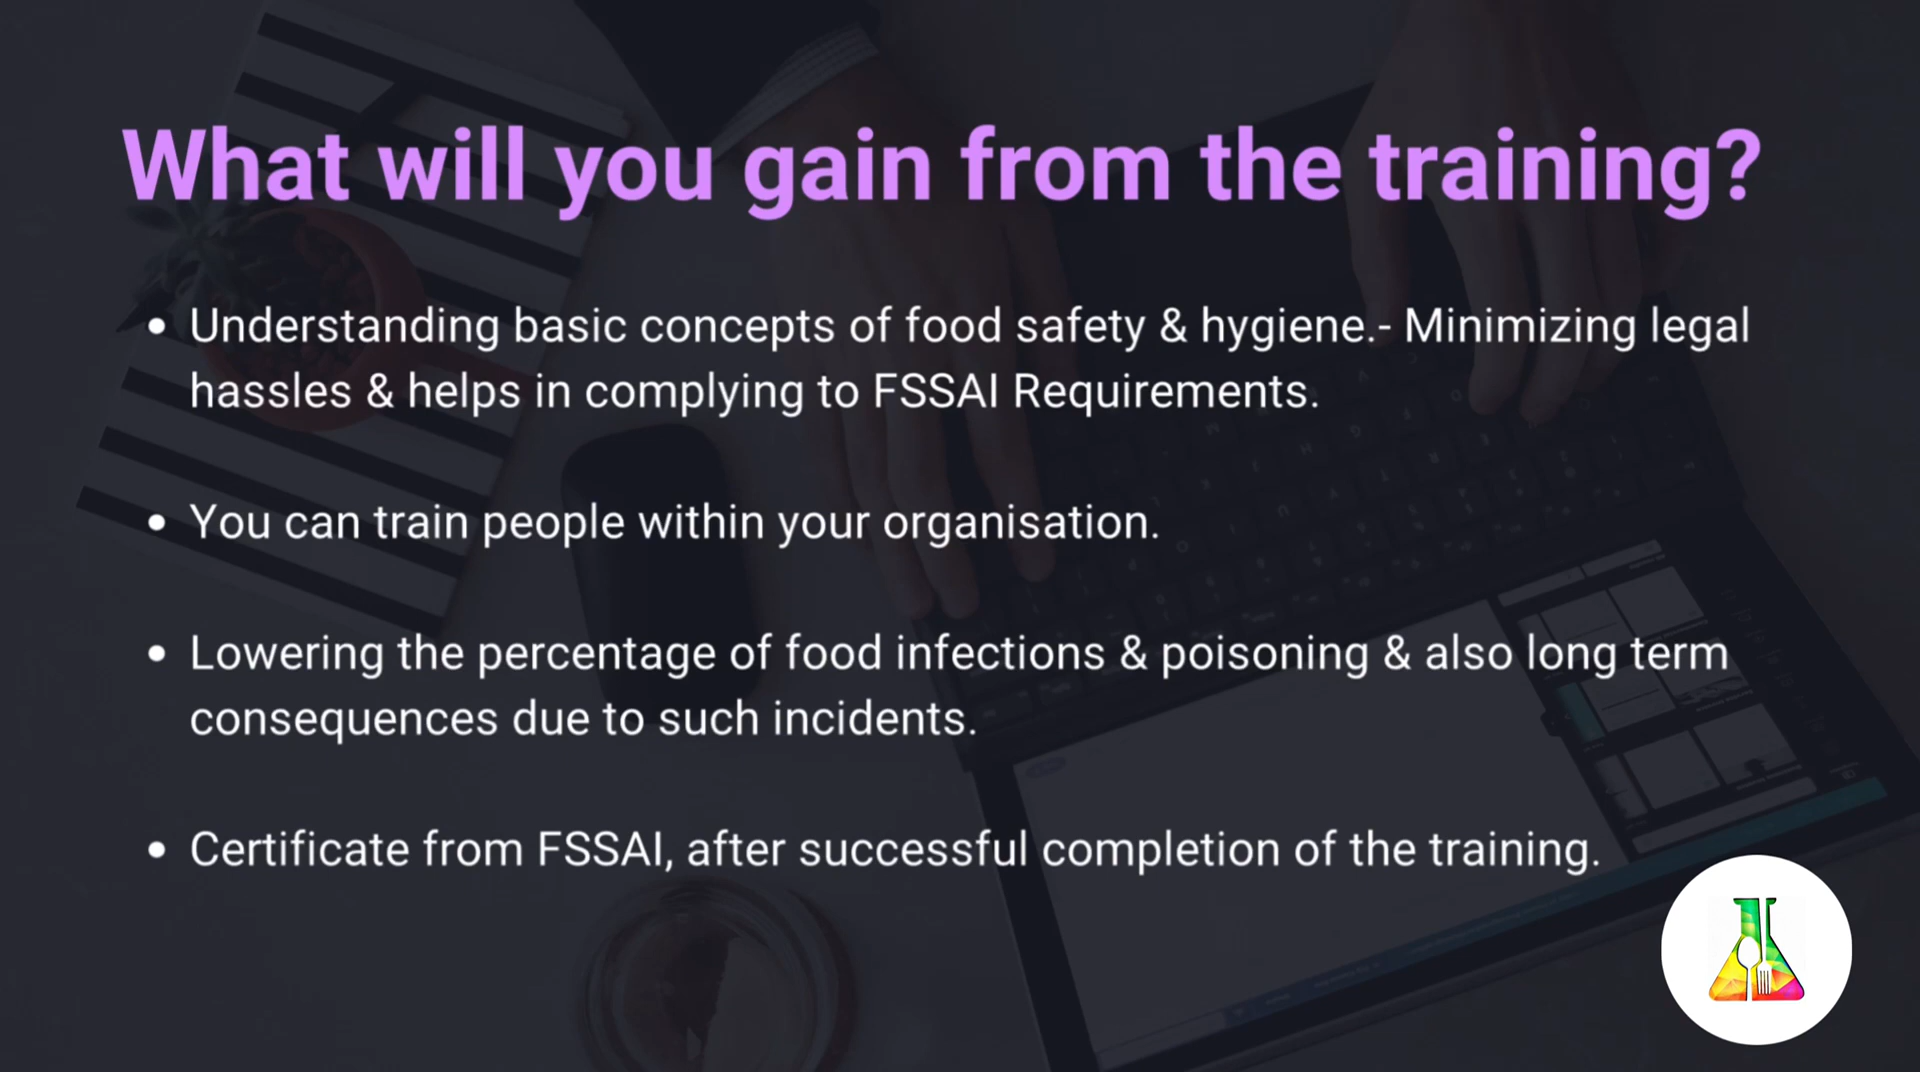 What will you gain from the training?
• Understanding basic concepts of food safety & hygiene.- Minimizing legal
hassles & helps in complying to FSSAI Requirements.
• You can train people within your organisation.
• Lowering the percentage of food infections & poisoning & also long term
consequences due to such incidents.
• Certificate from FSSAI, after successful completion of the training.